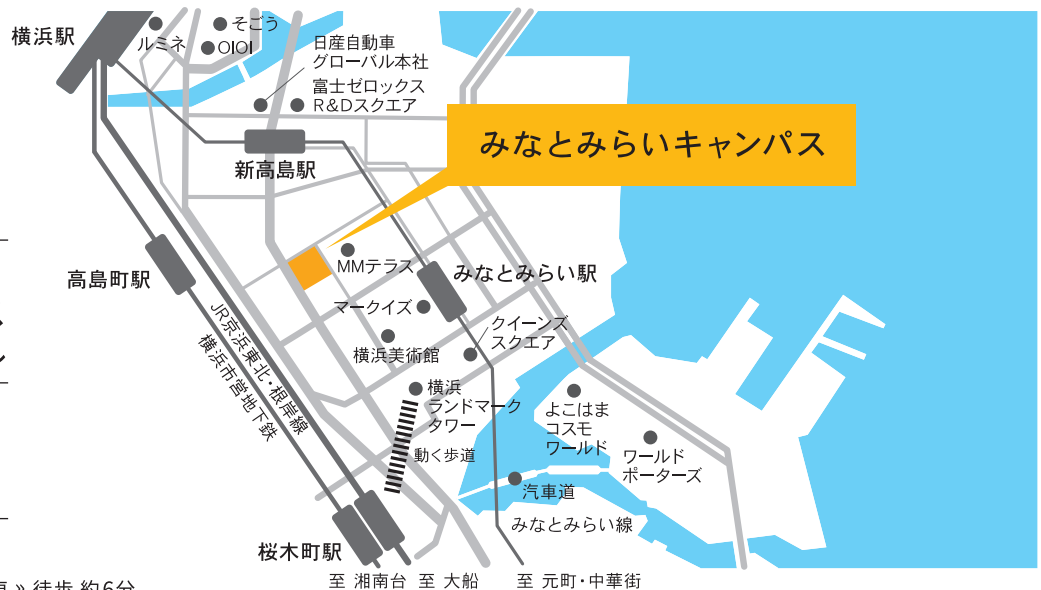 横浜駅
ルミネ
そごう
OIOI
日産自動車
グローバル本社
富士ゼロックス
R&Dスクエア
みなとみらいキャンパス
新高島駅
高島町駅
MMテラス
みなとみらい駅
マークイズ
クイーンズ
スクエア
横浜美術館
JR京浜東北・根岸線
横浜市営地下鉄
横浜
ランドマーク
タワー
動く歩道
よこはま
コスモ
ワールド
ワールド
ポーターズ
汽車道
みなとみらい線
桜木町駅
至 湘南台
至 大船
至 元町・中華街
» 徒歩 約6分